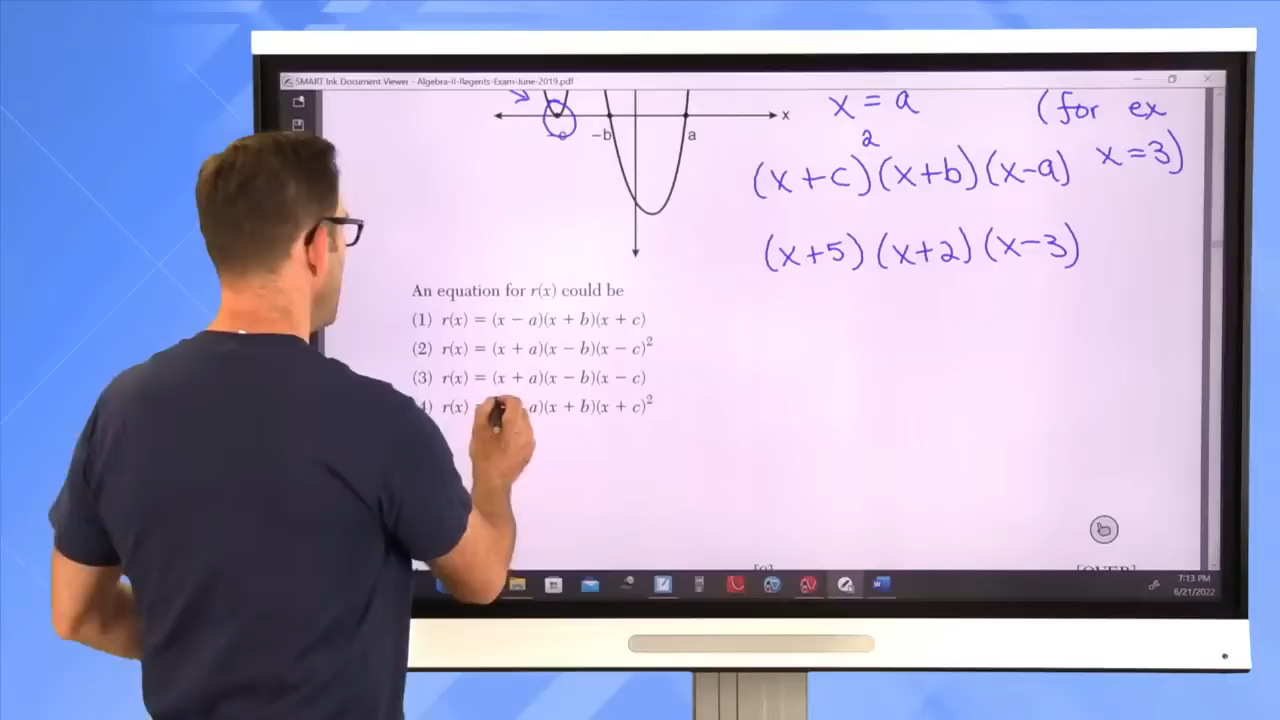 SMART Ink Document Viewer - Algebra-II-Regents-Exam-June-2019.pdf
x = a
(for ex
x = 3)
(x+c)²(x+b)(x-a)
(x+5)(x+2)(x-3)
-c
-b
a
x
An equation for r(x) could be
(1) r(x) = (x − a)(x + b)(x + c)
(2) r(x) = (x + a)(x − b)(x − c)²
(3) r(x) = (x + a)(x − b)(x − c)
r(x) a)(x + b)(x + c)²
7:13 PM
6/21/2022